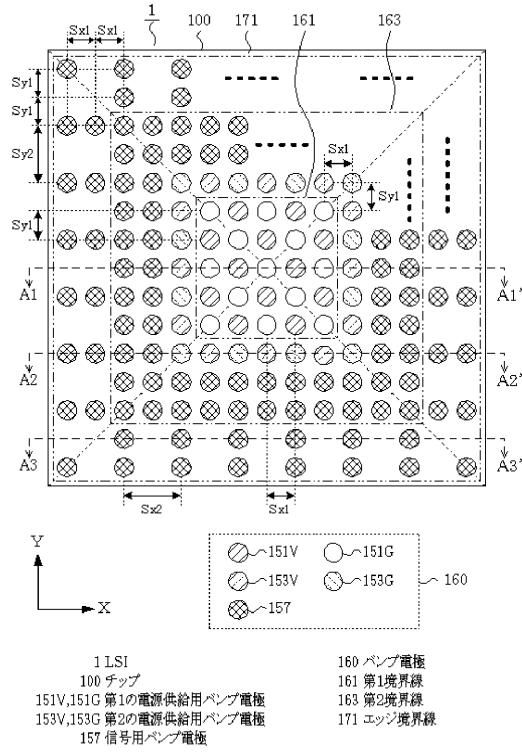 1 100 171 161 163
Sx1 Sx1
Sy1
Sy1
Sx1
Sy2
Sy1
Sy1
A1 A1'
A2 A2'
A3 A3'
Sx2 Sx1
151V 151G
153V 153G 160
157
Y
X
1 LSI
100 チップ
151V,151G 第1の電源供給用バンプ電極
153V,153G 第2の電源供給用バンプ電極
157 信号用バンプ電極
160 バンプ電極
161 第1境界線
163 第2境界線
171 エッジ境界線